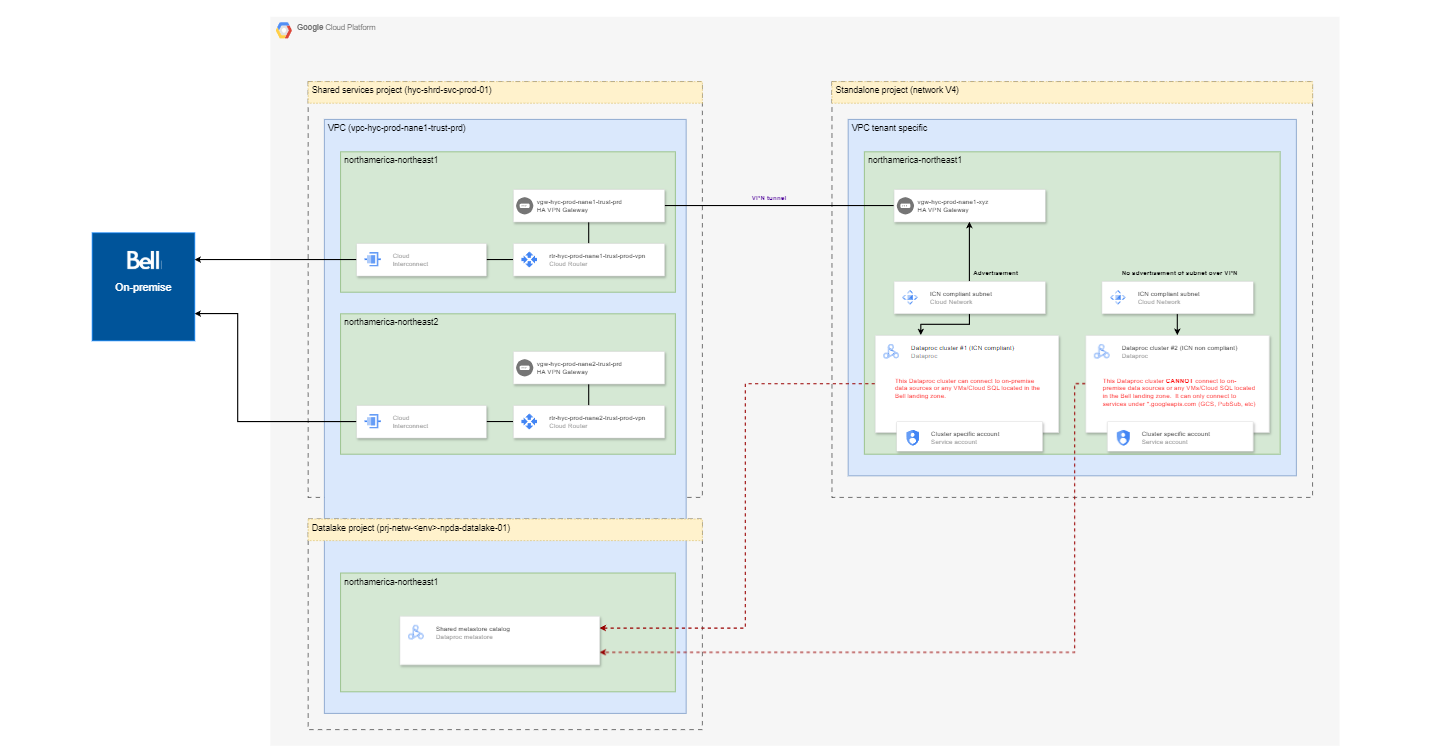 Google Cloud Platform
Shared services project (hyc-shrd-svc-prod-01)
VPC (vpc-hyc-prod-nane1-trust-prd)
northamerica-northeast1
vgw-hyc-prod-nane1-trust-prd
HA VPN Gateway
Cloud
Interconnect
rtr-hyc-prod-nane1-trust-prod-vpn
Cloud Router
northamerica-northeast2
vgw-hyc-prod-nane2-trust-prd
HA VPN Gateway
Cloud
Interconnect
rtr-hyc-prod-nane2-trust-prod-vpn
Cloud Router
Bell
On-premise
VPN tunnel
Standalone project (network V4)
VPC tenant specific
northamerica-northeast1
vgw-hyc-prod-nane1-xyz
HA VPN Gateway
Advertisement
No advertisement of subnet over VPN
ICN compliant subnet
Cloud Network
ICN compliant subnet
Cloud Network
Dataproc cluster #1 (ICN compliant)
Dataproc
This Dataproc cluster can connect to on-premise
data sources or any VMs/Cloud SQL located in the
Bell landing zone.
Cluster specific account
Service account
Dataproc cluster #2 (ICN non compliant)
Dataproc
This Dataproc cluster CANNOT connect to on-
premise data sources or any VMs/Cloud SQL located
in the Bell landing zone. It can only connect to
services under *.googleapis.com (GCS, PubSub, etc)
Cluster specific account
Service account
Datalake project (prj-netw-<env>-npda-datalake-01)
northamerica-northeast1
Shared metastore catalog
Dataproc metastore